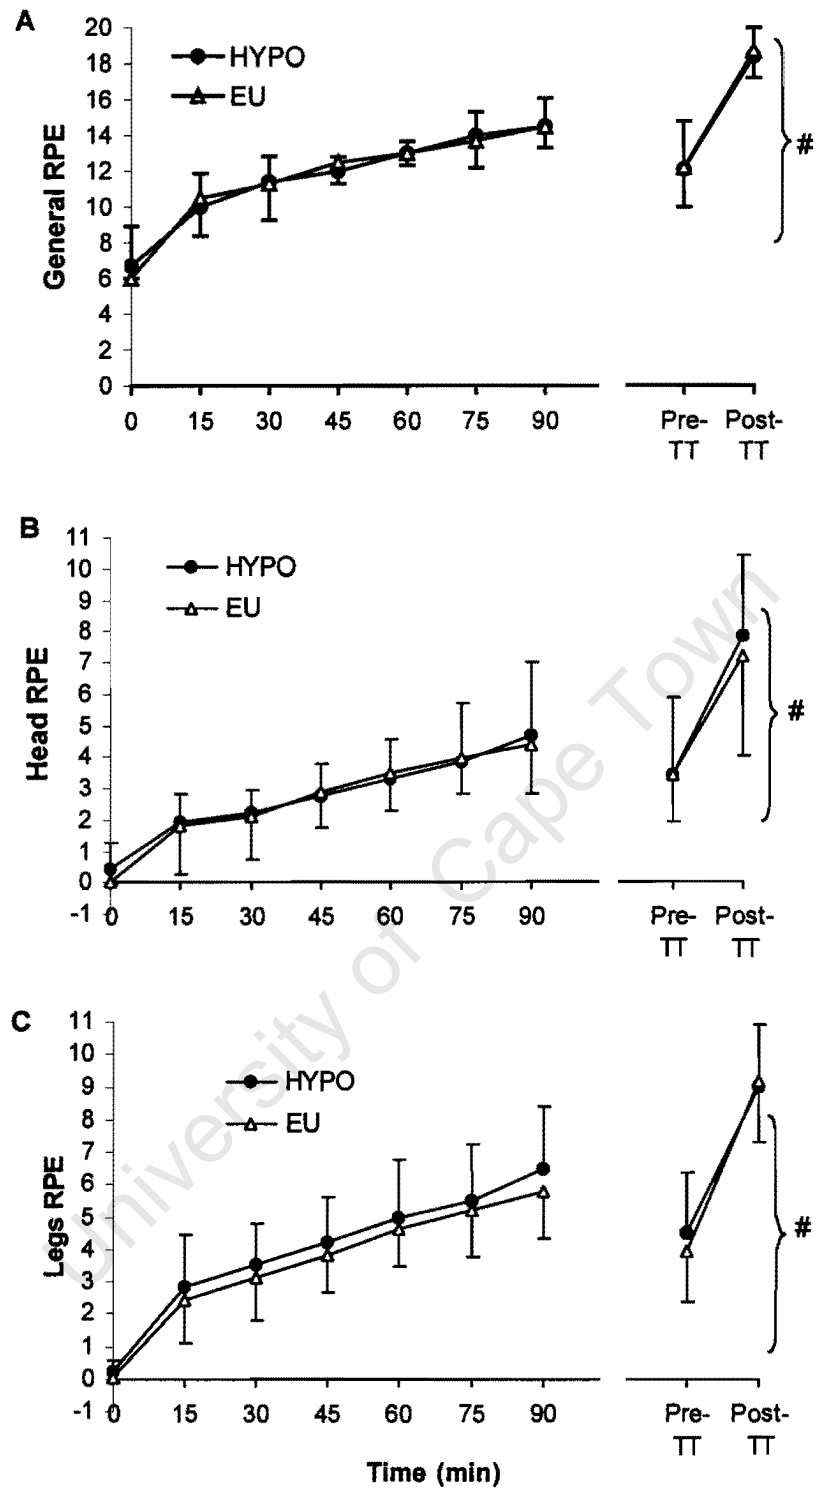 A
20
18
16
14
12
10
8
6
4
2
0
General RPE
HYPO
EU
#
0 15 30 45 60 75 90 Pre- Post-
TT TT
B
11
10
9
8
7
6
5
4
3
2
1
0
-1
Head RPE
HYPO
EU
#
0 15 30 45 60 75 90 Pre- Post-
TT TT
C
11
10
9
8
7
6
5
4
3
2
1
0
-1
Legs RPE
HYPO
EU
#
0 15 30 45 60 75 90 Pre- Post-
TT TT
Time (min)
University of Cape Town